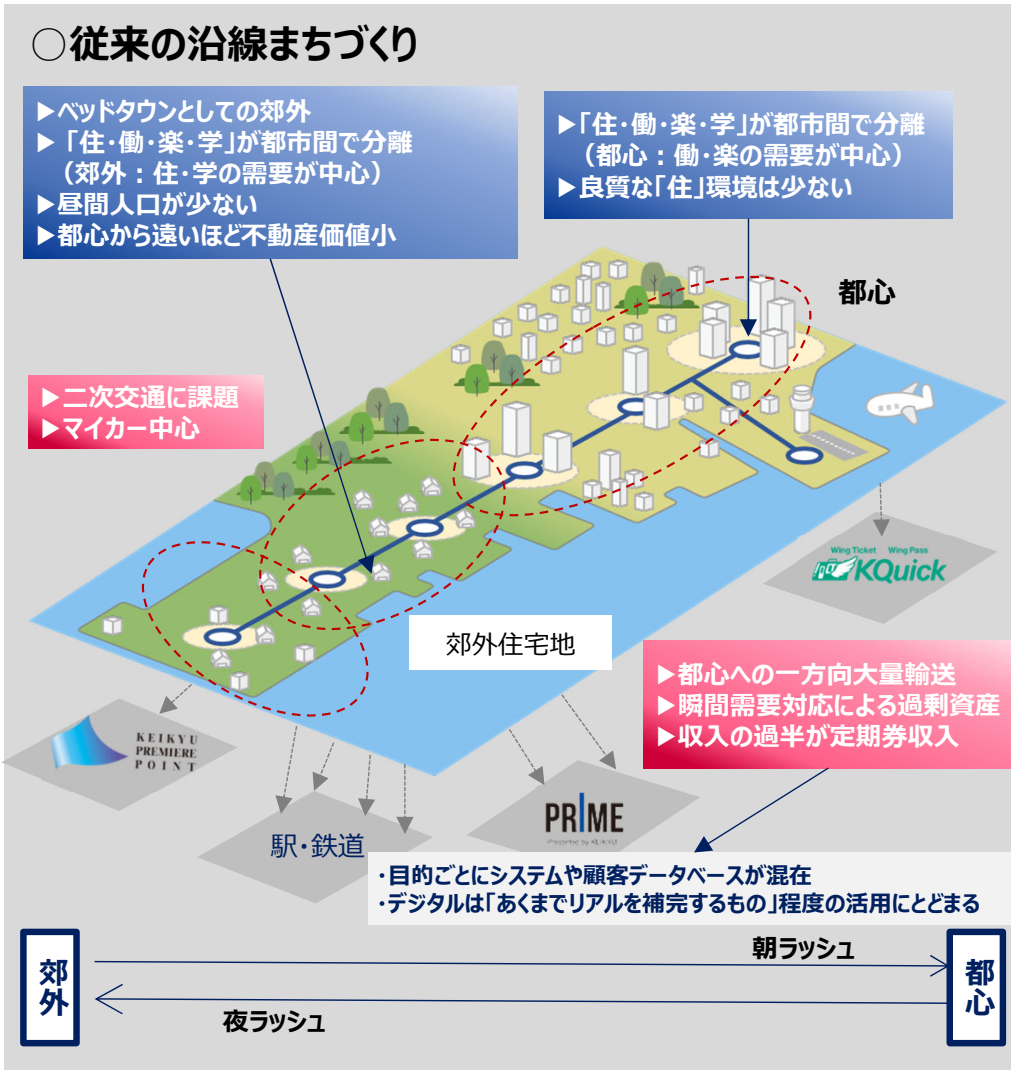 ○従来の沿線まちづくり
▶ベッドタウンとしての郊外
▶「住・働・楽・学」が都市間で分離
（郊外：住・学の需要が中心）
▶昼間人口が少ない
▶都心から遠いほど不動産価値小
▶「住・働・楽・学」が都市間で分離
（都心：働・楽の需要が中心）
▶良質な「住」環境は少ない
都心
▶二次交通に課題
▶マイカー中心
Wing Ticket Wing Pass
KQuick
郊外住宅地
▶都心への一方向大量輸送
▶瞬間需要対応による過剰資産
▶収入の過半が定期券収入
KEIKYU
PREMIERE
POINT
駅・鉄道
PRIME
Presented by KEIKYU
・目的ごとにシステムや顧客データベースが混在
・デジタルは「あくまでリアルを補完するもの」程度の活用にとどまる
郊外
朝ラッシュ
夜ラッシュ
都心